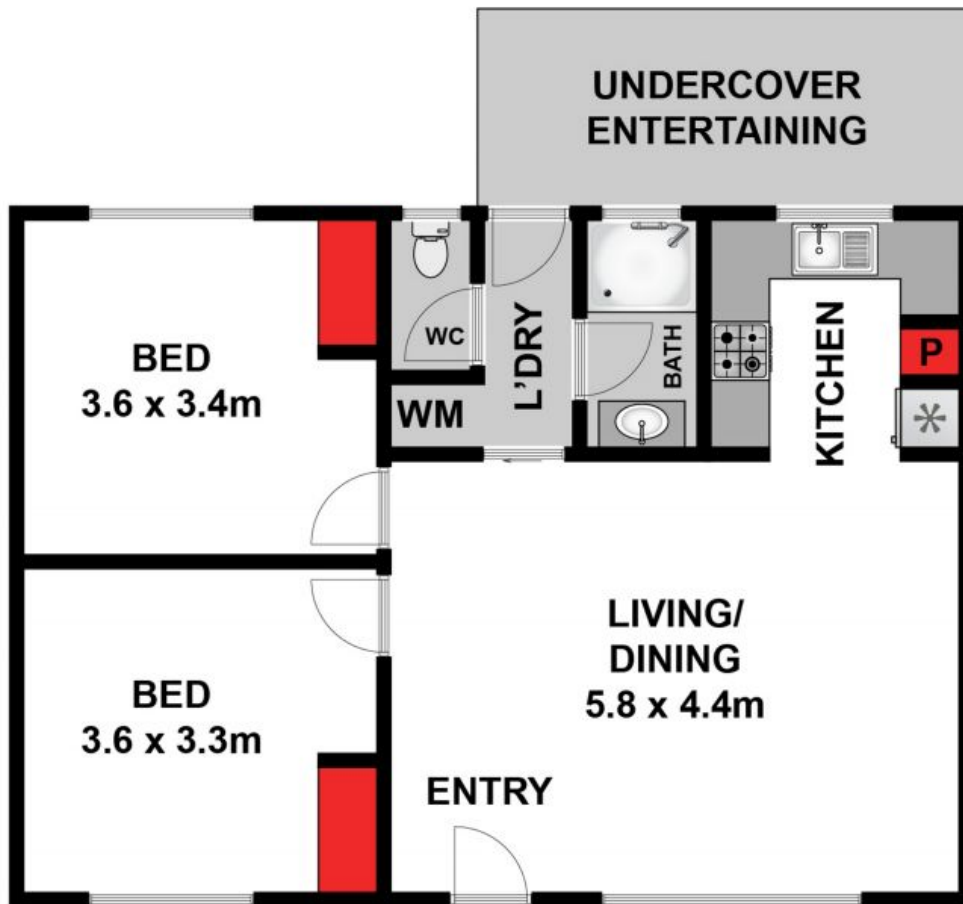 UNDERCOVER
ENTERTAINING
BED
3.6 x 3.4m
WC
WM
L'DRY
BATH
KITCHEN
P
BED
3.6 x 3.3m
LIVING/
DINING
5.8 x 4.4m
ENTRY